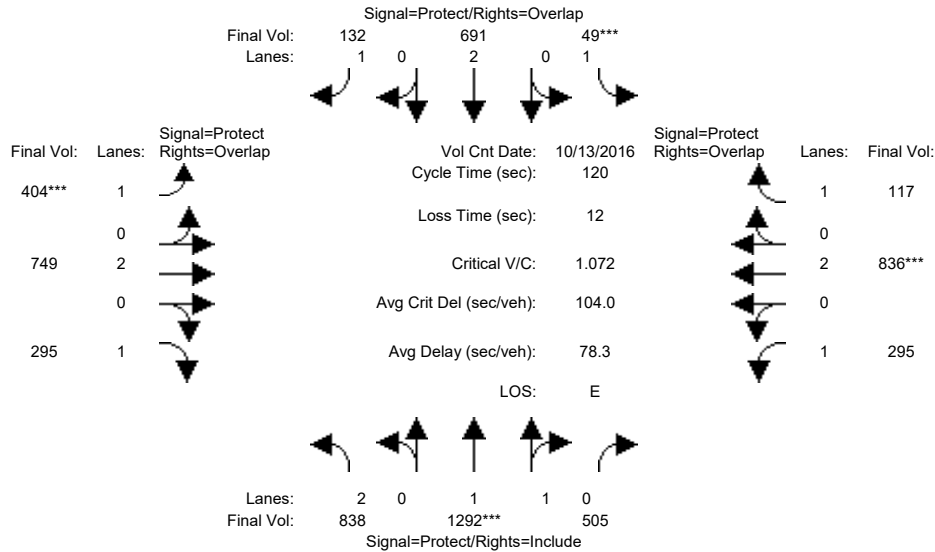 Signal=Protect/Rights=Overlap
Final Vol: 132 691 49***
Lanes: 1 0 2 0 1
Signal=Protect
Final Vol: Lanes: Rights=Overlap
Vol Cnt Date: 10/13/2016
Signal=Protect
Rights=Overlap Lanes: Final Vol:
Cycle Time (sec): 120
404*** 1 1 117
Loss Time (sec): 12
0 0
749 2 Critical V/C: 1.072 2 836***
0 Avg Crit Del (sec/veh): 104.0 0
295 1 Avg Delay (sec/veh): 78.3 1 295
LOS: E
Lanes: 2 0 1 1 0
Final Vol: 838 1292*** 505
Signal=Protect/Rights=Include